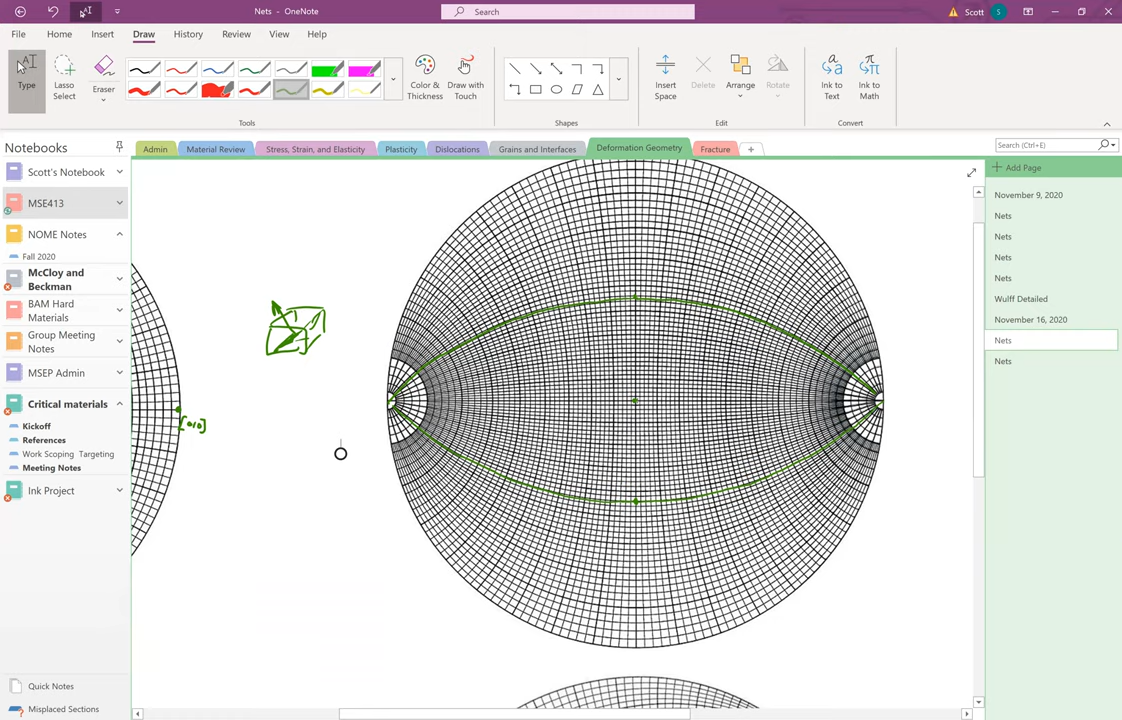 Nets - OneNote
Search
Scott
S
File
Home
Insert
Draw
History
Review
View
Help
Type
Lasso
Select
Eraser
Color &
Thickness
Draw with
Touch
Insert
Space
Delete
Arrange
Rotate
Ink to
Text
Ink to
Math
Tools
Shapes
Edit
Convert
Notebooks
Admin
Material Review
Stress, Strain, and Elasticity
Plasticity
Dislocations
Grains and Interfaces
Deformation Geometry
Fracture
Search (Ctrl+E)
Scott's Notebook
MSE413
NOME Notes
Fall 2020
McCloy and
Beckman
BAM Hard
Materials
Group Meeting
Notes
MSEP Admin
Critical materials
Kickoff
References
Work Scoping Targeting
Meeting Notes
Ink Project
Quick Notes
Misplaced Sections
[010]
Add Page
November 9, 2020
Nets
Nets
Nets
Nets
Wulff Detailed
November 16, 2020
Nets
Nets